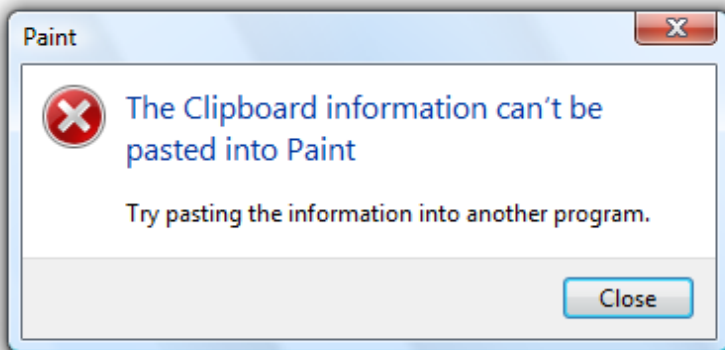 Paint
The Clipboard information can't be
pasted into Paint
Try pasting the information into another program.
Close